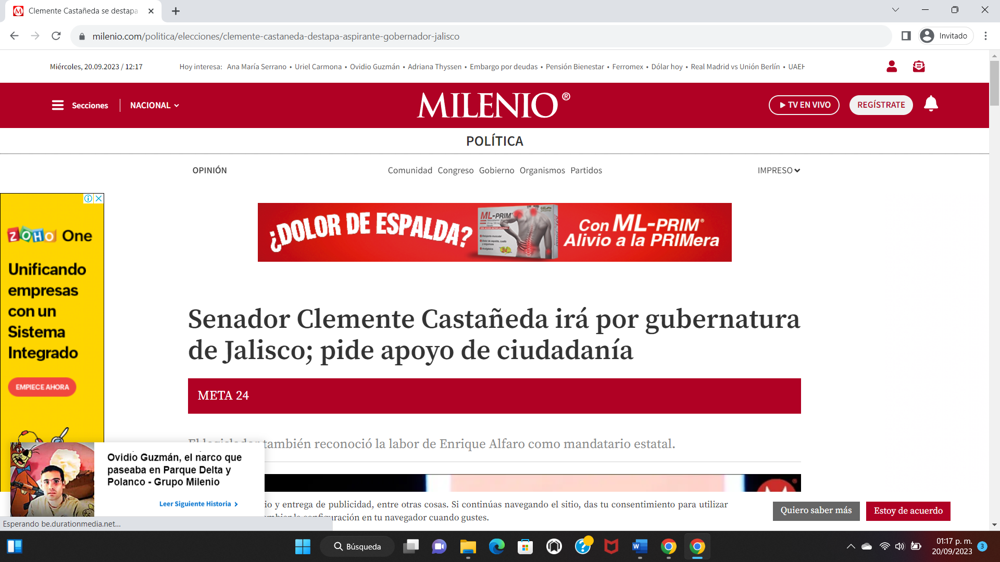 Clemente Castañeda se destapa
milenio.com/politica/elecciones/clemente-castaneda-destapa-aspirante-gobernador-jalisco
Invitado
Miércoles, 20.09.2023 / 12:17
Hoy interesa: Ana María Serrano • Uriel Carmona • Ovidio Guzmán • Adriana Thyssen • Embargo por deudas • Pensión Bienestar • Ferromex • Dólar hoy • Real Madrid vs Unión Berlín • UAEH
Secciones
NACIONAL
MILENIO®
TV EN VIVO
REGÍSTRATE
POLÍTICA
OPINIÓN
Comunidad Congreso Gobierno Organismos Partidos
IMPRESO
ZOHO One
Unificando
empresas
con un
Sistema
Integrado
EMPIECE AHORA
¿DOLOR DE ESPALDA?
ML-PRIM
Con ML-PRIM®
Alivio a la PRIMera
Senador Clemente Castañeda irá por gubernatura
de Jalisco; pide apoyo de ciudadanía
META 24
El legislador también reconoció la labor de Enrique Alfaro como mandatario estatal.
Ovidio Guzmán, el narco que
paseaba en Parque Delta y
Polanco - Grupo Milenio
Leer Siguiente Historia
io y entrega de publicidad, entre otras cosas. Si continúas navegando el sitio, das tu consentimiento para utilizar
configuración en tu navegador cuando gustes.
Quiero saber más
Estoy de acuerdo
Esperando be.durationmedia.net...
Búsqueda
01:17 p. m.
20/09/2023
3